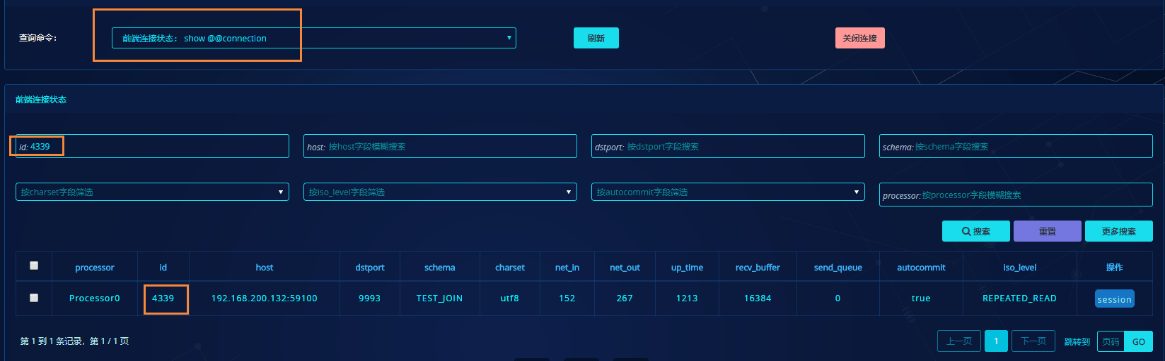 查询命令: 前端连接状态: show @@connection 刷新 关闭连接
前端连接状态
id: 4339 host: 按host字段模糊搜索 dstport: 按dstport字段搜索 schema: 按schema字段搜索
按charset字段筛选 按iso_level字段筛选 按autocommit字段筛选 processor: 按processor字段模糊搜索
搜索 重置 更多搜索
processor id host dstport schema charset net_in net_out up_time recv_buffer send_queue autocommit iso_level 操作
Processor0 4339 192.168.200.132:59100 9993 TEST_JOIN utf8 152 267 1213 16384 0 true REPEATED_READ session
第 1 到 1 条记录，第 1 / 1 页 上一页 1 下一页 跳转到 页码 GO